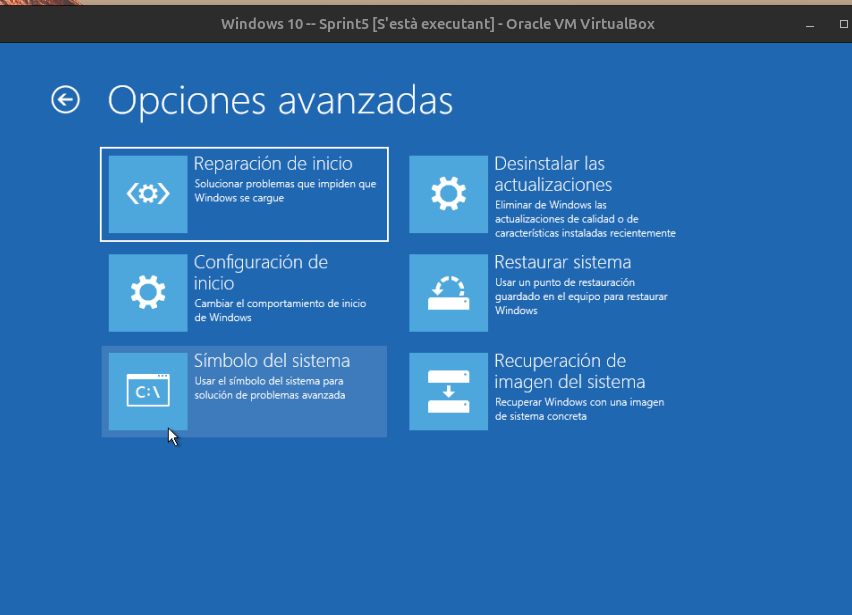 Windows 10 -- Sprint5 [S'està executant] - Oracle VM VirtualBox
Opciones avanzadas
Reparación de inicio
Solucionar problemas que impiden que
Windows se cargue
Desinstalar las
actualizaciones
Eliminar de Windows las
actualizaciones de calidad o de
características instaladas recientemente
Configuración de
inicio
Cambiar el comportamiento de inicio
de Windows
Restaurar sistema
Usar un punto de restauración
guardado en el equipo para restaurar
Windows
C:\
Símbolo del sistema
Usar el símbolo del sistema para
solución de problemas avanzada
Recuperación de
imagen del sistema
Recuperar Windows con una imagen
de sistema concreta